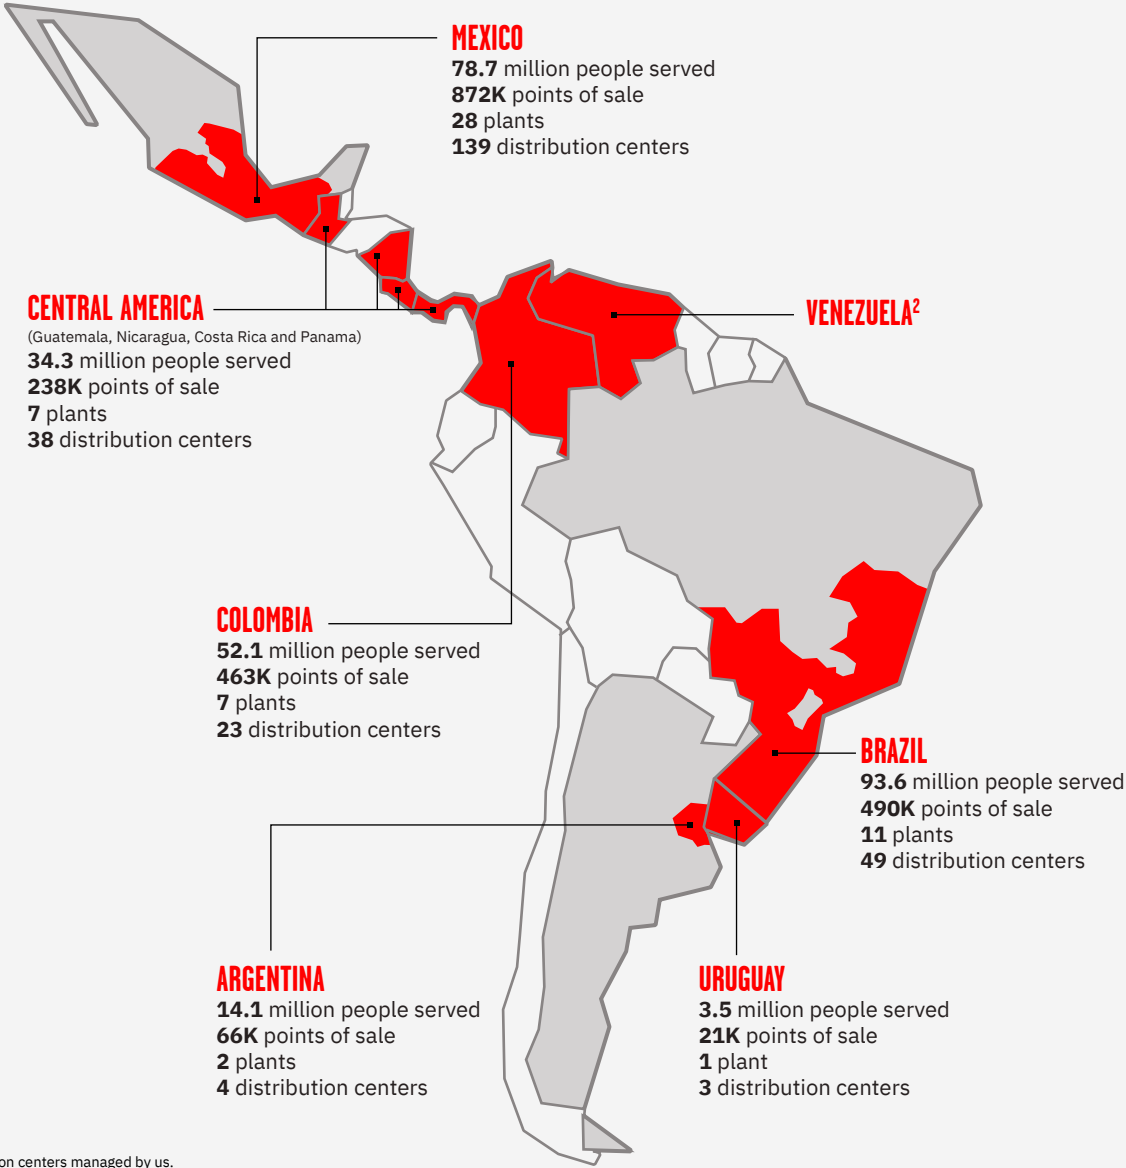 MEXICO
78.7 million people served
872K points of sale
28 plants
139 distribution centers
CENTRAL AMERICA
(Guatemala, Nicaragua, Costa Rica and Panama)
34.3 million people served
238K points of sale
7 plants
38 distribution centers
VENEZUELA²
COLOMBIA
52.1 million people served
463K points of sale
7 plants
23 distribution centers
BRAZIL
93.6 million people served
490K points of sale
11 plants
49 distribution centers
ARGENTINA
14.1 million people served
66K points of sale
2 plants
4 distribution centers
URUGUAY
3.5 million people served
21K points of sale
1 plant
3 distribution centers
centers managed by us.